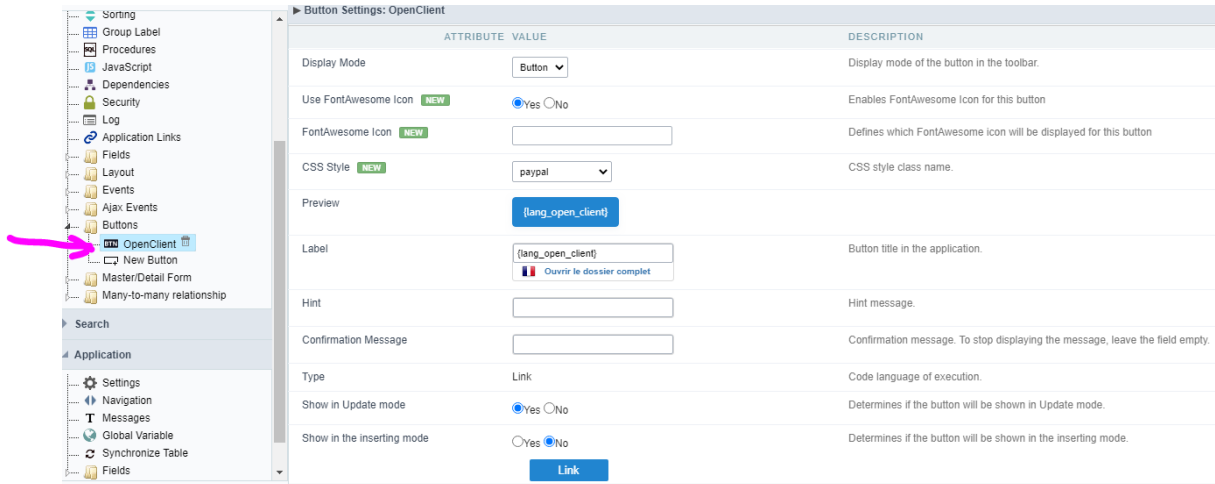 Sorting
Group Label
Procedures
JavaScript
Dependencies
Security
Log
Application Links
Fields
Layout
Events
Ajax Events
Buttons
BTN OpenClient
New Button
Master/Detail Form
Many-to-many relationship
Search
Application
Settings
Navigation
Messages
Global Variable
Synchronize Table
Fields
Button Settings: OpenClient
ATTRIBUTE VALUE DESCRIPTION
Display Mode Button Display mode of the button in the toolbar.
Use FontAwesome Icon NEW Yes No Enables FontAwesome Icon for this button
FontAwesome Icon NEW Defines which FontAwesome icon will be displayed for this button
CSS Style NEW paypal CSS style class name.
Preview {lang_open_client}
Label {lang_open_client} Button title in the application.
Ouvrir le dossier complet
Hint Hint message.
Confirmation Message Confirmation message. To stop displaying the message, leave the field empty.
Type Link Code language of execution.
Show in Update mode Yes No Determines if the button will be shown in Update mode.
Show in the inserting mode Yes No Determines if the button will be shown in the inserting mode.
Link